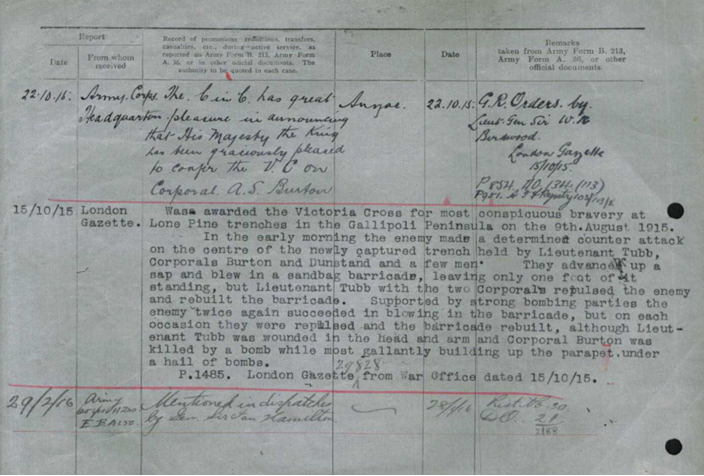 Report
Date
From whom received
Record of promotions, reductions, transfers,
casualties, etc., during active service, as
reported on Army Form B. 213, Army Form
A. 36, or in other official documents. The
authority to be quoted in each case.
Place
Date
Remarks
taken from Army Form B. 213,
Army Form A. 36, or other
official documents.
22.10.15. Army Corps. The C in C. has great Anzac. 22.10.15. G.R. Orders. by.
Headquarters. pleasure in announcing Lieut-Gen Sir W.R
that His Majesty the King Birdwood.
has been graciously pleased London Gazette
to confer the V.C on 15/10/15
Corporal A.S. Burton P 854. NO. 134. (113)
15/10/15 London Wasa awarded the Victoria Cross for most conspicuous bravery at
Gazette. Lone Pine trenches in the Gallipoli Peninsula on the 9th.August 1915.
In the early morning the enemy made a determined counter attack
on the centre of the newly captured trench held by Lieutenant Tubb,
Corporals Burton and Dunstand and a few men. They advanced up a
sap and blew in a sandbag barricade, leaving only one foot of it
standing, but Lieutenant Tubb with the two Corporals repulsed the enemy
and rebuilt the barricade. Supported by strong bombing parties the
enemy twice again succeeded in blowing in the barricade, but on each
occasion they were repulsed and the barricade rebuilt, although Lieut-
enant Tubb was wounded in the head and arm and Corporal Burton was
killed by a bomb while most gallantly building up the parapet under
a hail of bombs.
29828
P.1485. London Gazette from War Office dated 15/10/15.
29/2/16 Army Mentioned in dispatches 28/1/16
by Gen. Sir Ian Hamilton.